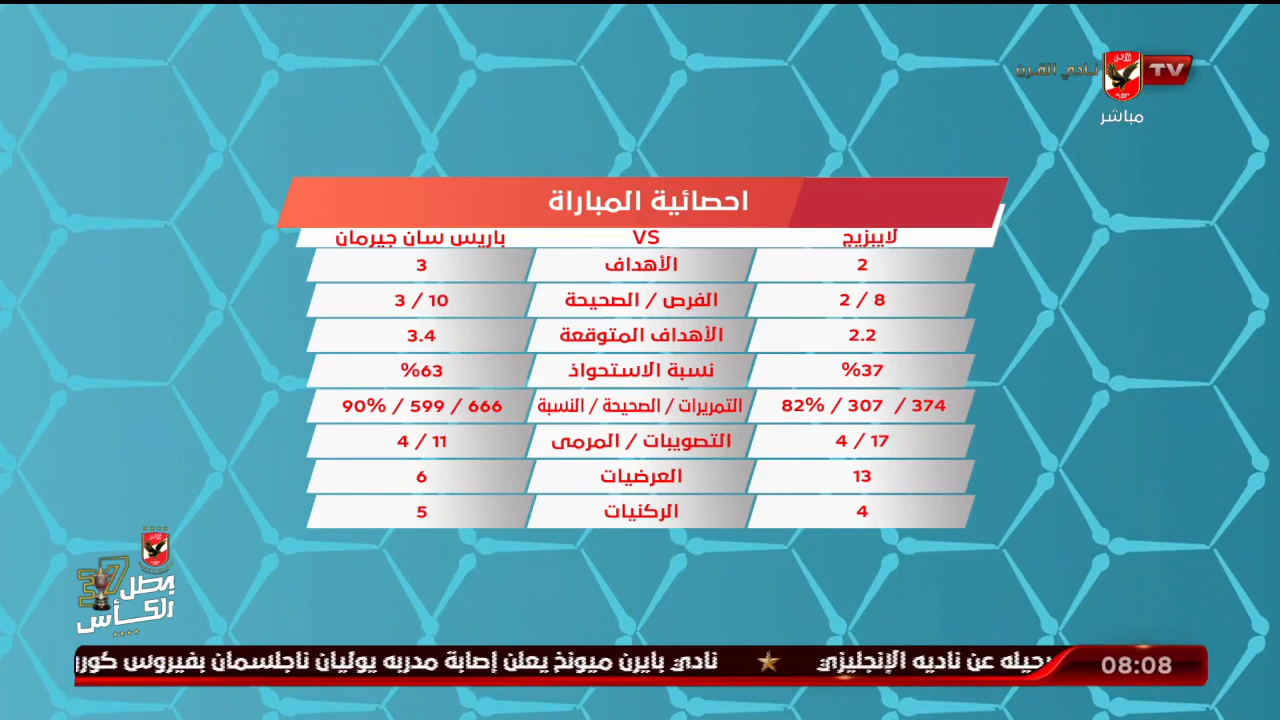 نادي القرن TV
مباشر
احصائية المباراة
لايبزيج VS باريس سان جيرمان
2 الأهداف 3
2 / 8 الفرص / الصحيحة 3 / 10
2.2 الأهداف المتوقعة 3.4
%37 نسبة الاستحواذ %63
82% / 307 / 374 التمريرات / الصحيحة / النسبة 90% / 599 / 666
4 / 17 التصويبات / المرمى 4 / 11
13 العرضيات 6
4 الركنيات 5
37
بطل
الكأس
08:08 رحيله عن ناديه الإنجليزي نادي بايرن ميونخ يعلن إصابة مدربه يوليان ناجلسمان بفيروس كور